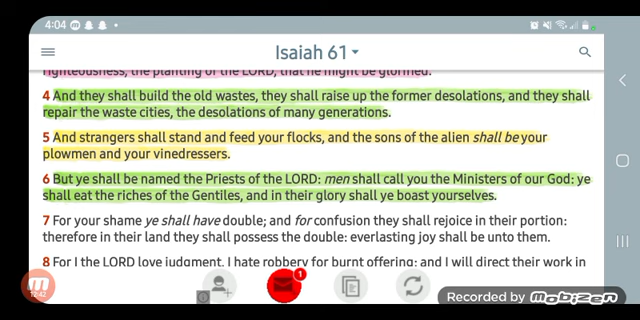 4:04
Isaiah 61
righteousness, the planting of the LORD, that he might be glorified.
4 And they shall build the old wastes, they shall raise up the former desolations, and they shall
repair the waste cities, the desolations of many generations.
5 And strangers shall stand and feed your flocks, and the sons of the alien shall be your
plowmen and your vinedressers.
6 But ye shall be named the Priests of the LORD: men shall call you the Ministers of our God: ye
shall eat the riches of the Gentiles, and in their glory shall ye boast yourselves.
7 For your shame ye shall have double; and for confusion they shall rejoice in their portion:
therefore in their land they shall possess the double: everlasting joy shall be unto them.
8 For I the LORD love judgment, I hate robbery for burnt offering; and I will direct their work in
12:42
1
Recorded by Mobizen